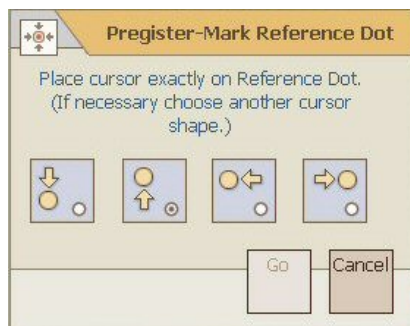 Pregister-Mark Reference Dot
Place cursor exactly on Reference Dot.
(If necessary choose another cursor
shape.)
Go
Cancel